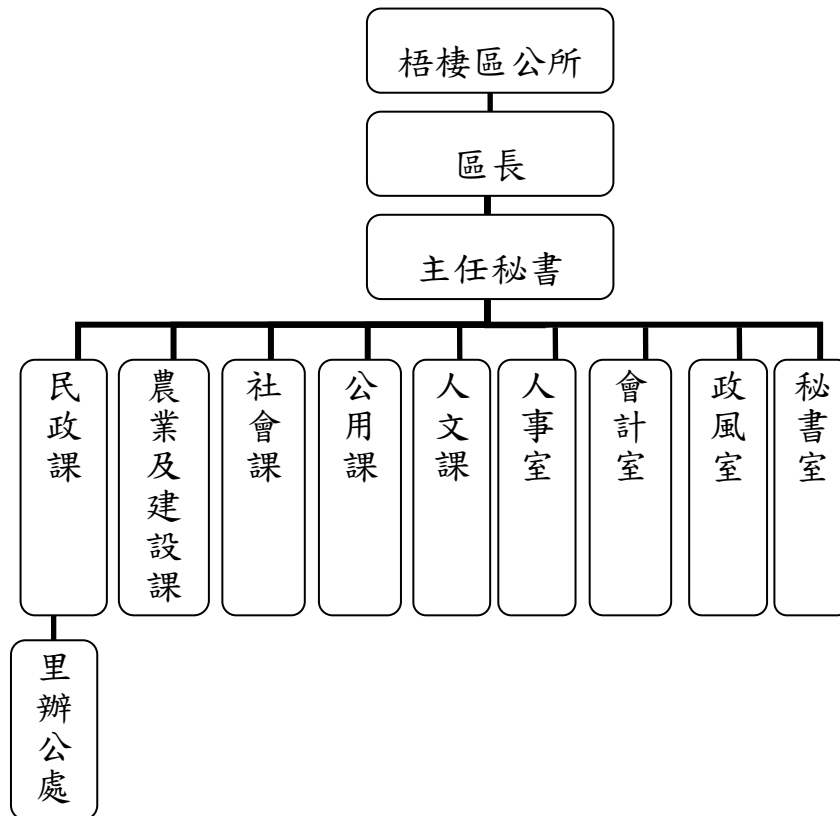 梧棲區公所
區長
主任秘書
民政課
農業及建設課
社會課
公用課
人文課
人事室
會計室
政風室
秘書室
里辦公處